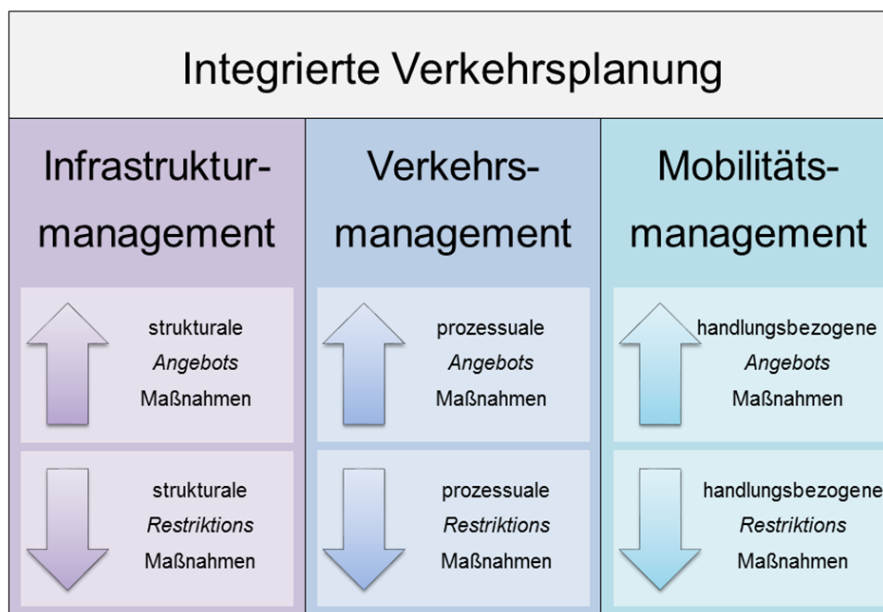 Integrierte Verkehrsplanung
Infrastruktur-
management
strukturale
Angebots
Maßnahmen
strukturale
Restriktions
Maßnahmen
Verkehrs-
management
prozessuale
Angebots
Maßnahmen
prozessuale
Restriktions
Maßnahmen
Mobilitäts-
management
handlungsbezogene
Angebots
Maßnahmen
handlungsbezogene
Restriktions
Maßnahmen